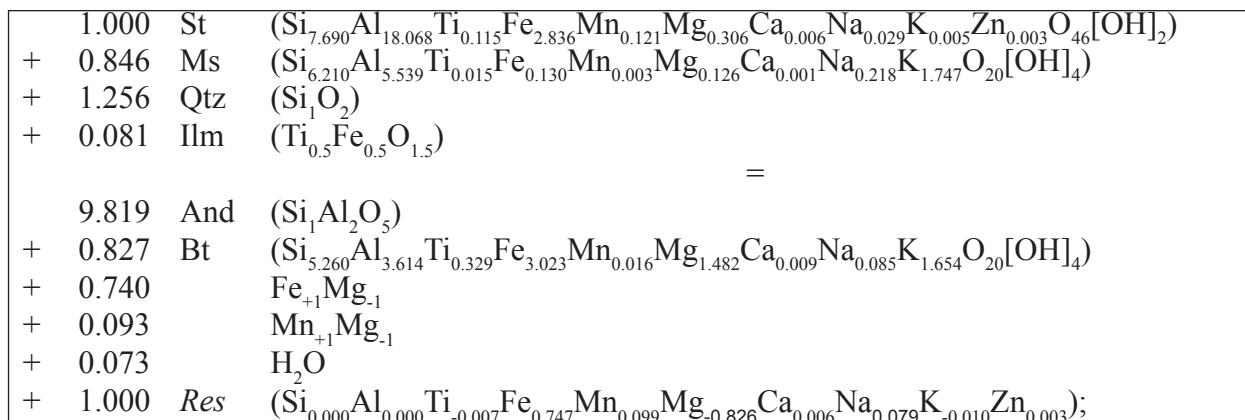 1.000 St (Si7.690Al18.068Ti0.115Fe2.836Mn0.121Mg0.306Ca0.006Na0.029K0.005Zn0.003O46[OH]2)
+ 0.846 Ms (Si6.210Al5.539Ti0.015Fe0.130Mn0.003Mg0.126Ca0.001Na0.218K1.747O20[OH]4)
+ 1.256 Qtz (Si1O2)
+ 0.081 Ilm (Ti0.5Fe0.5O1.5)
=
9.819 And (Si1Al2O5)
+ 0.827 Bt (Si5.260Al3.614Ti0.329Fe3.023Mn0.016Mg1.482Ca0.009Na0.085K1.654O20[OH]4)
+ 0.740 Fe+1Mg-1
+ 0.093 Mn+1Mg-1
+ 0.073 H2O
+ 1.000 Res (Si0.000Al0.000Ti-0.007Fe0.747Mn0.099Mg-0.826Ca0.006Na0.079K-0.010Zn0.003);